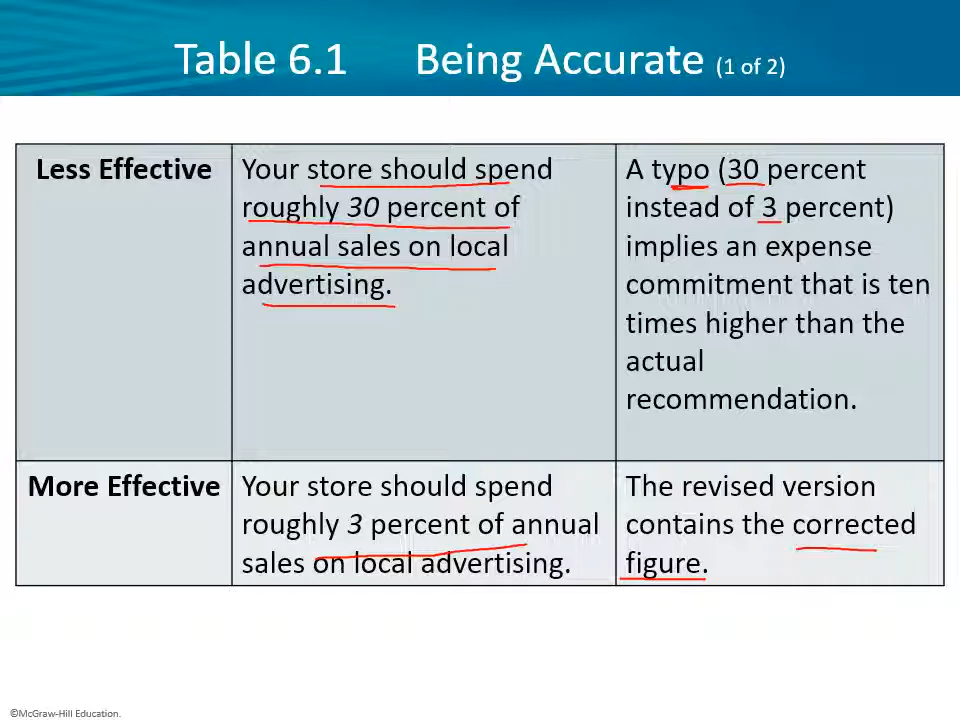 Table 6.1 Being Accurate (1 of 2)
Less Effective
Your store should spend
roughly 30 percent of
annual sales on local
advertising.
A typo (30 percent
instead of 3 percent)
implies an expense
commitment that is ten
times higher than the
actual
recommendation.
More Effective
Your store should spend
roughly 3 percent of annual
sales on local advertising.
The revised version
contains the corrected
figure.
©McGraw-Hill Education.